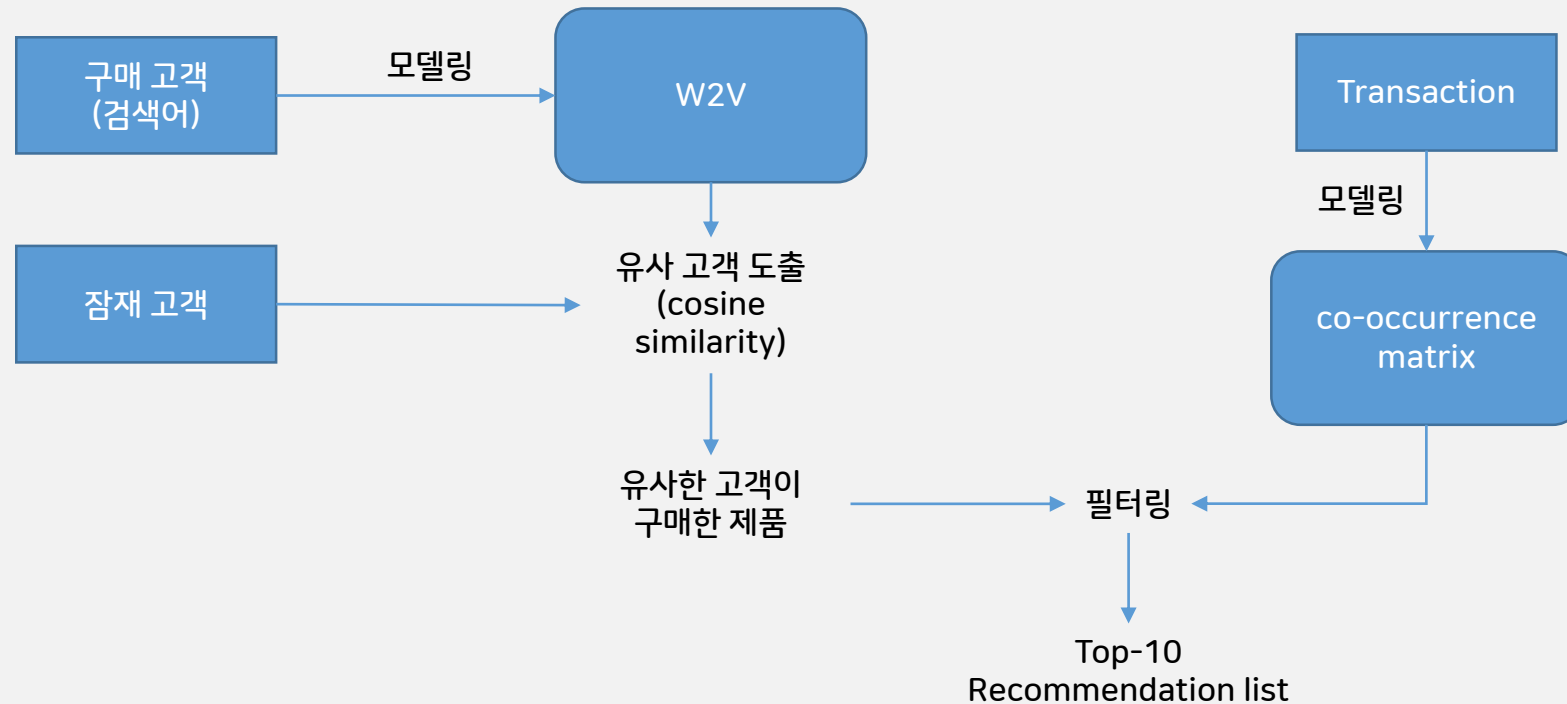 구매 고객
(검색어)
모델링
W2V
Transaction
모델링
잠재 고객
유사 고객 도출
(cosine
similarity)
co-occurrence
matrix
유사한 고객이
구매한 제품
필터링
Top-10
Recommendation list